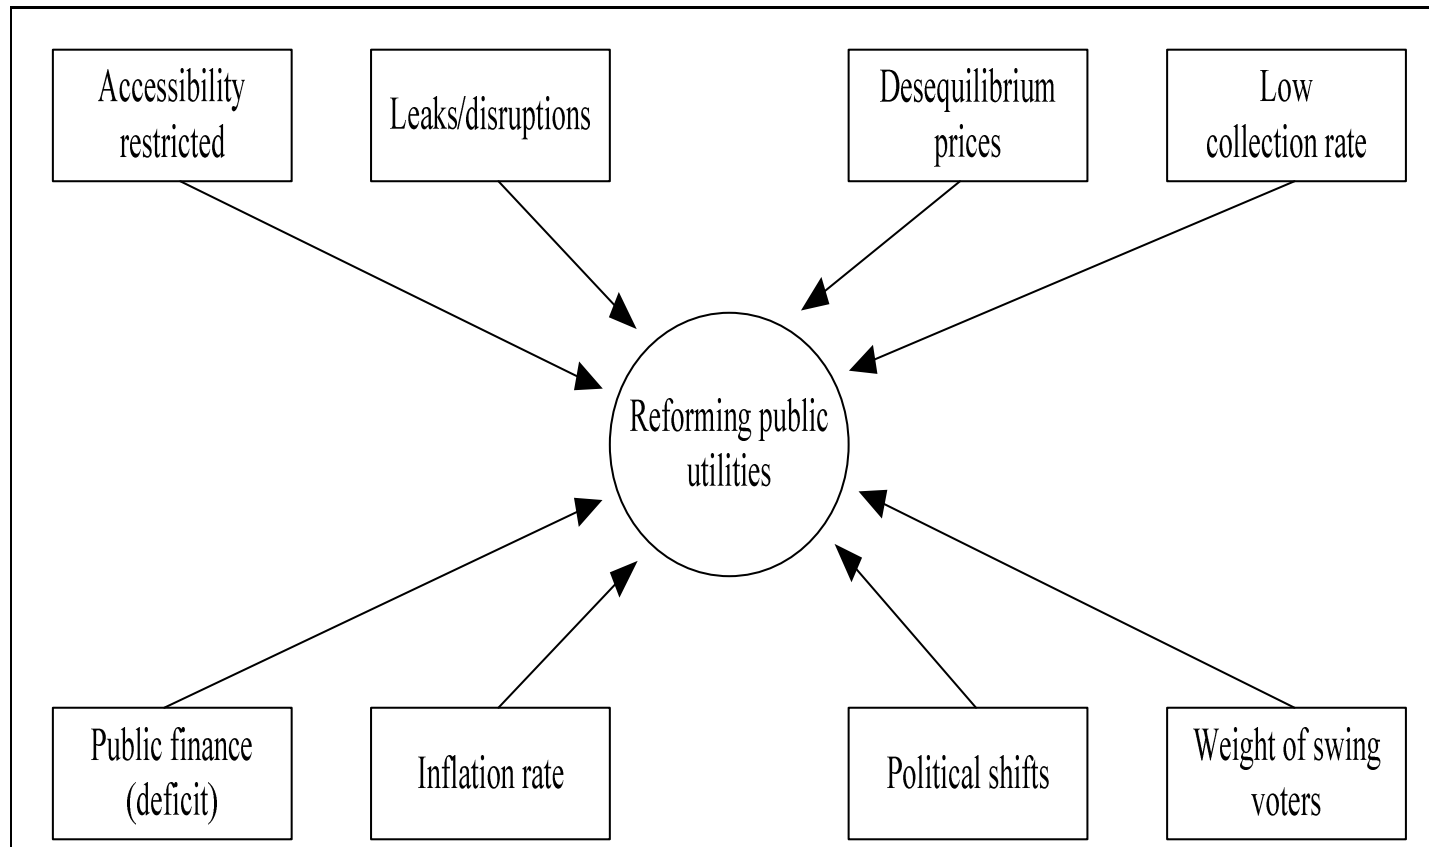 Accessibility
restricted
Leaks/disruptions
Desequilibrium
prices
Low
collection rate
Reforming public
utilities
Public finance
(deficit)
Inflation rate
Political shifts
Weight of swing
voters